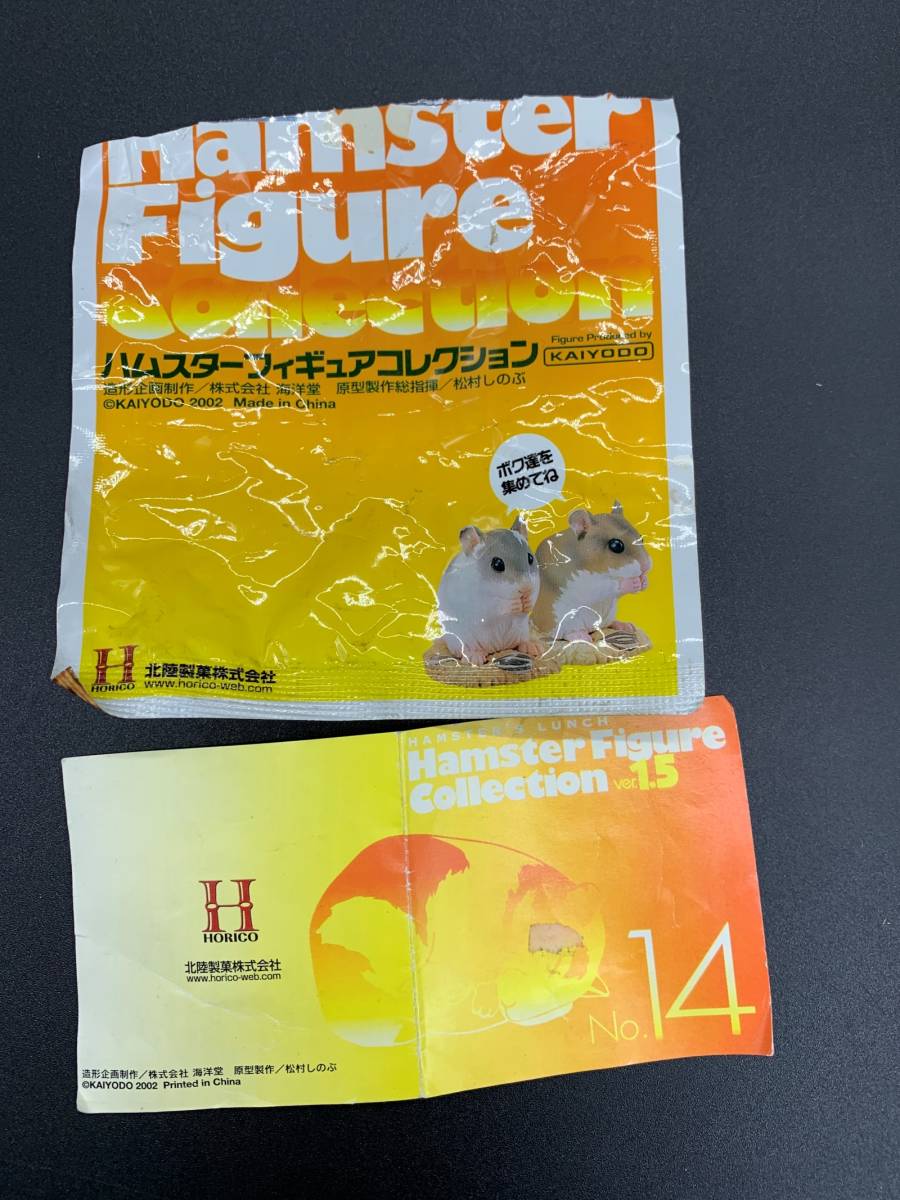 Hamster
Figure
Collection
ハムスターフィギュアコレクション
Figure Produced by
KAIYODO
造形企画制作／株式会社 海洋堂 原型製作総指揮／松村しのぶ
©KAIYODO 2002 Made in China
ボク達を
集めてね
H
HORICO
北陸製菓株式会社
www.horico-web.com
HAMSTER'S LUNCH
Hamster Figure
Collection ver.1.5
H
HORICO
北陸製菓株式会社
www.horico-web.com
No.14
造形企画制作／株式会社 海洋堂 原型製作／松村しのぶ
©KAIYODO 2002 Printed in China